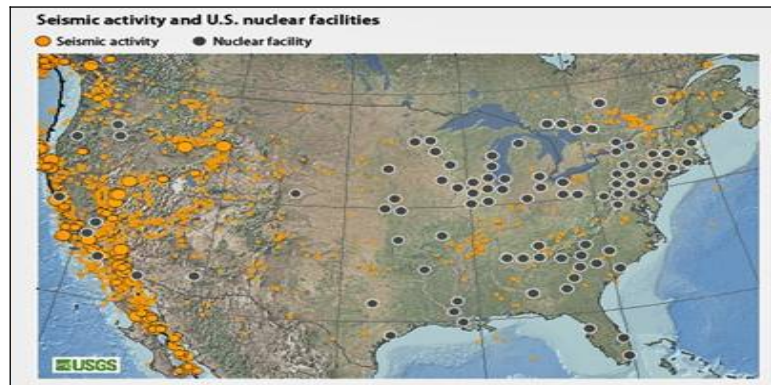 Seismic activity and U.S. nuclear facilities
Seismic activity Nuclear facility
USGS